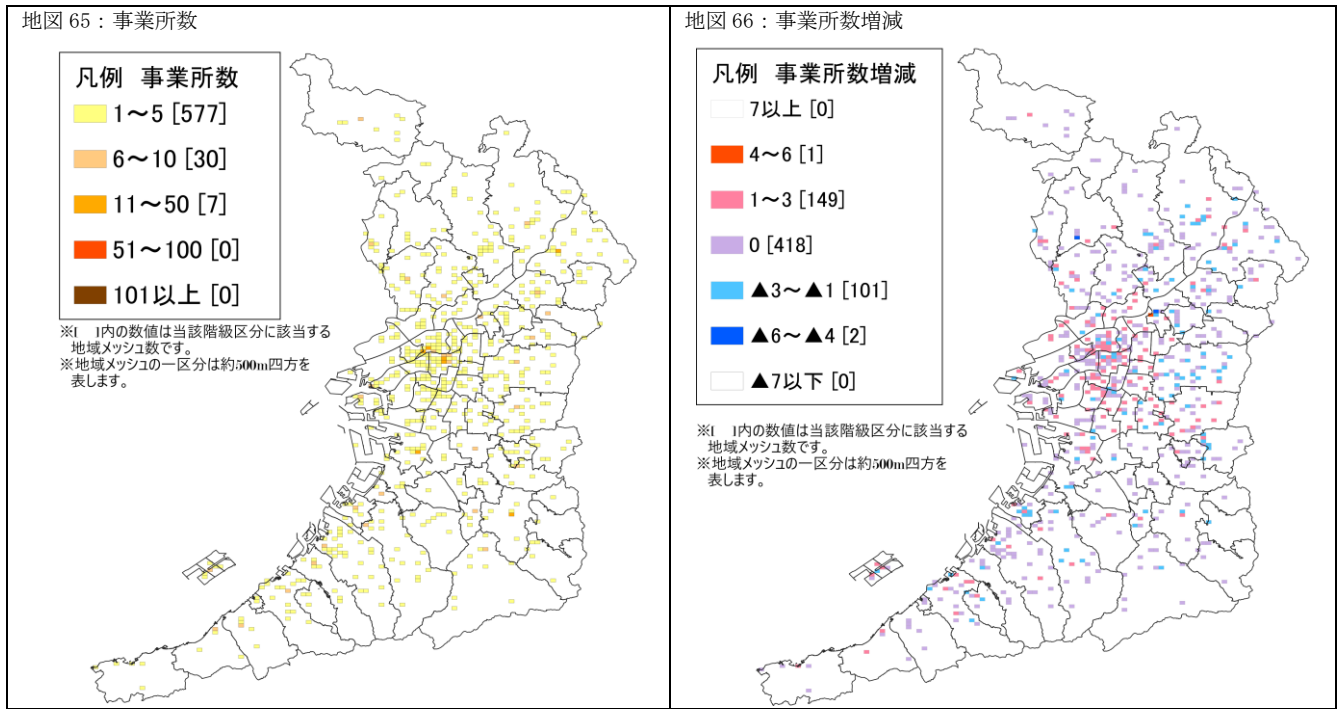 地図 65：事業所数
凡例 事業所数
1～5 [577]
6～10 [30]
11～50 [7]
51～100 [0]
101以上 [0]
※[ ]内の数値は当該階級区分に該当する
地域メッシュ数です。
※地域メッシュの一区分は約500m四方を
表します。
地図 66：事業所数増減
凡例 事業所数増減
7以上 [0]
4～6 [1]
1～3 [149]
0 [418]
▲3～▲1 [101]
▲6～▲4 [2]
▲7以下 [0]
※[ ]内の数値は当該階級区分に該当する
地域メッシュ数です。
※地域メッシュの一区分は約500m四方を
表します。